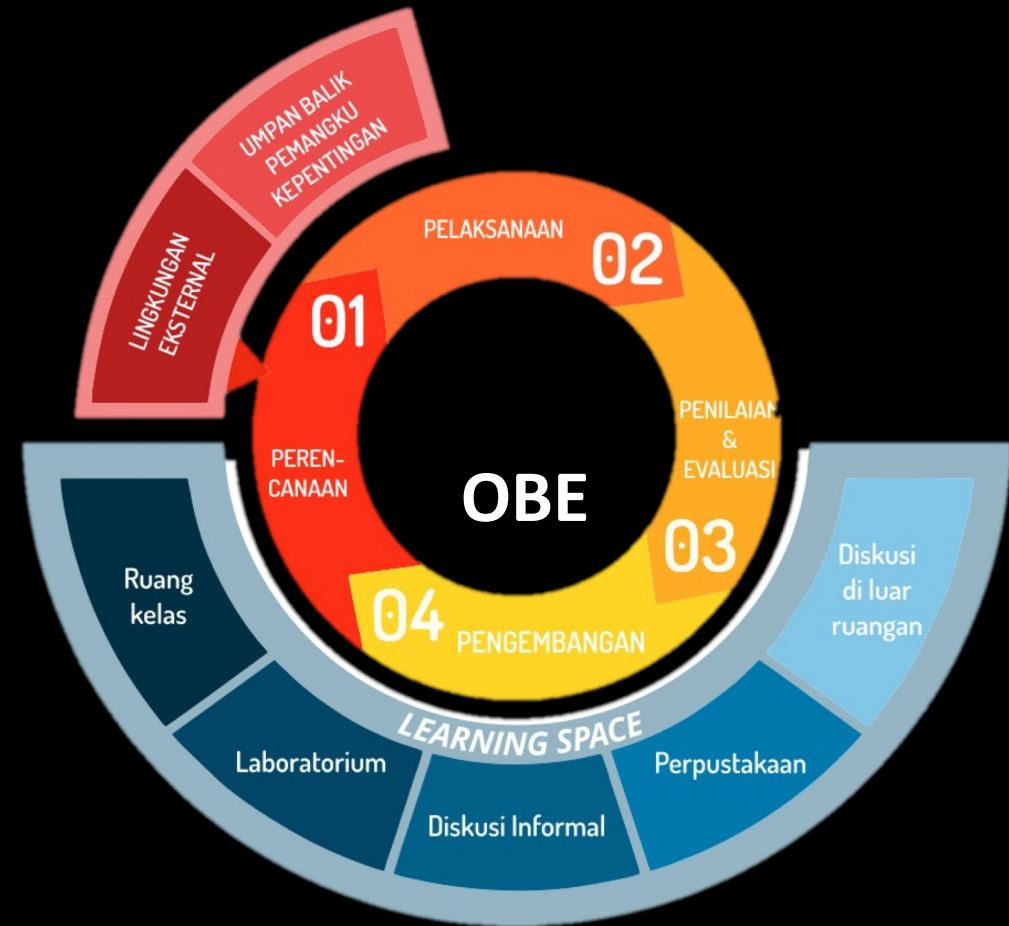 UMPAN BALIK
PEMANGKU
KEPENTINGAN
LINGKUNGAN
EKSTERNAL
PELAKSANAAN
02
01
PENILAIAN
&
EVALUASI
PEREN-
CANAAN
OBE
03
04
PENGEMBANGAN
LEARNING SPACE
Ruang
kelas
Laboratorium
Diskusi Informal
Perpustakaan
Diskusi
di luar
ruangan